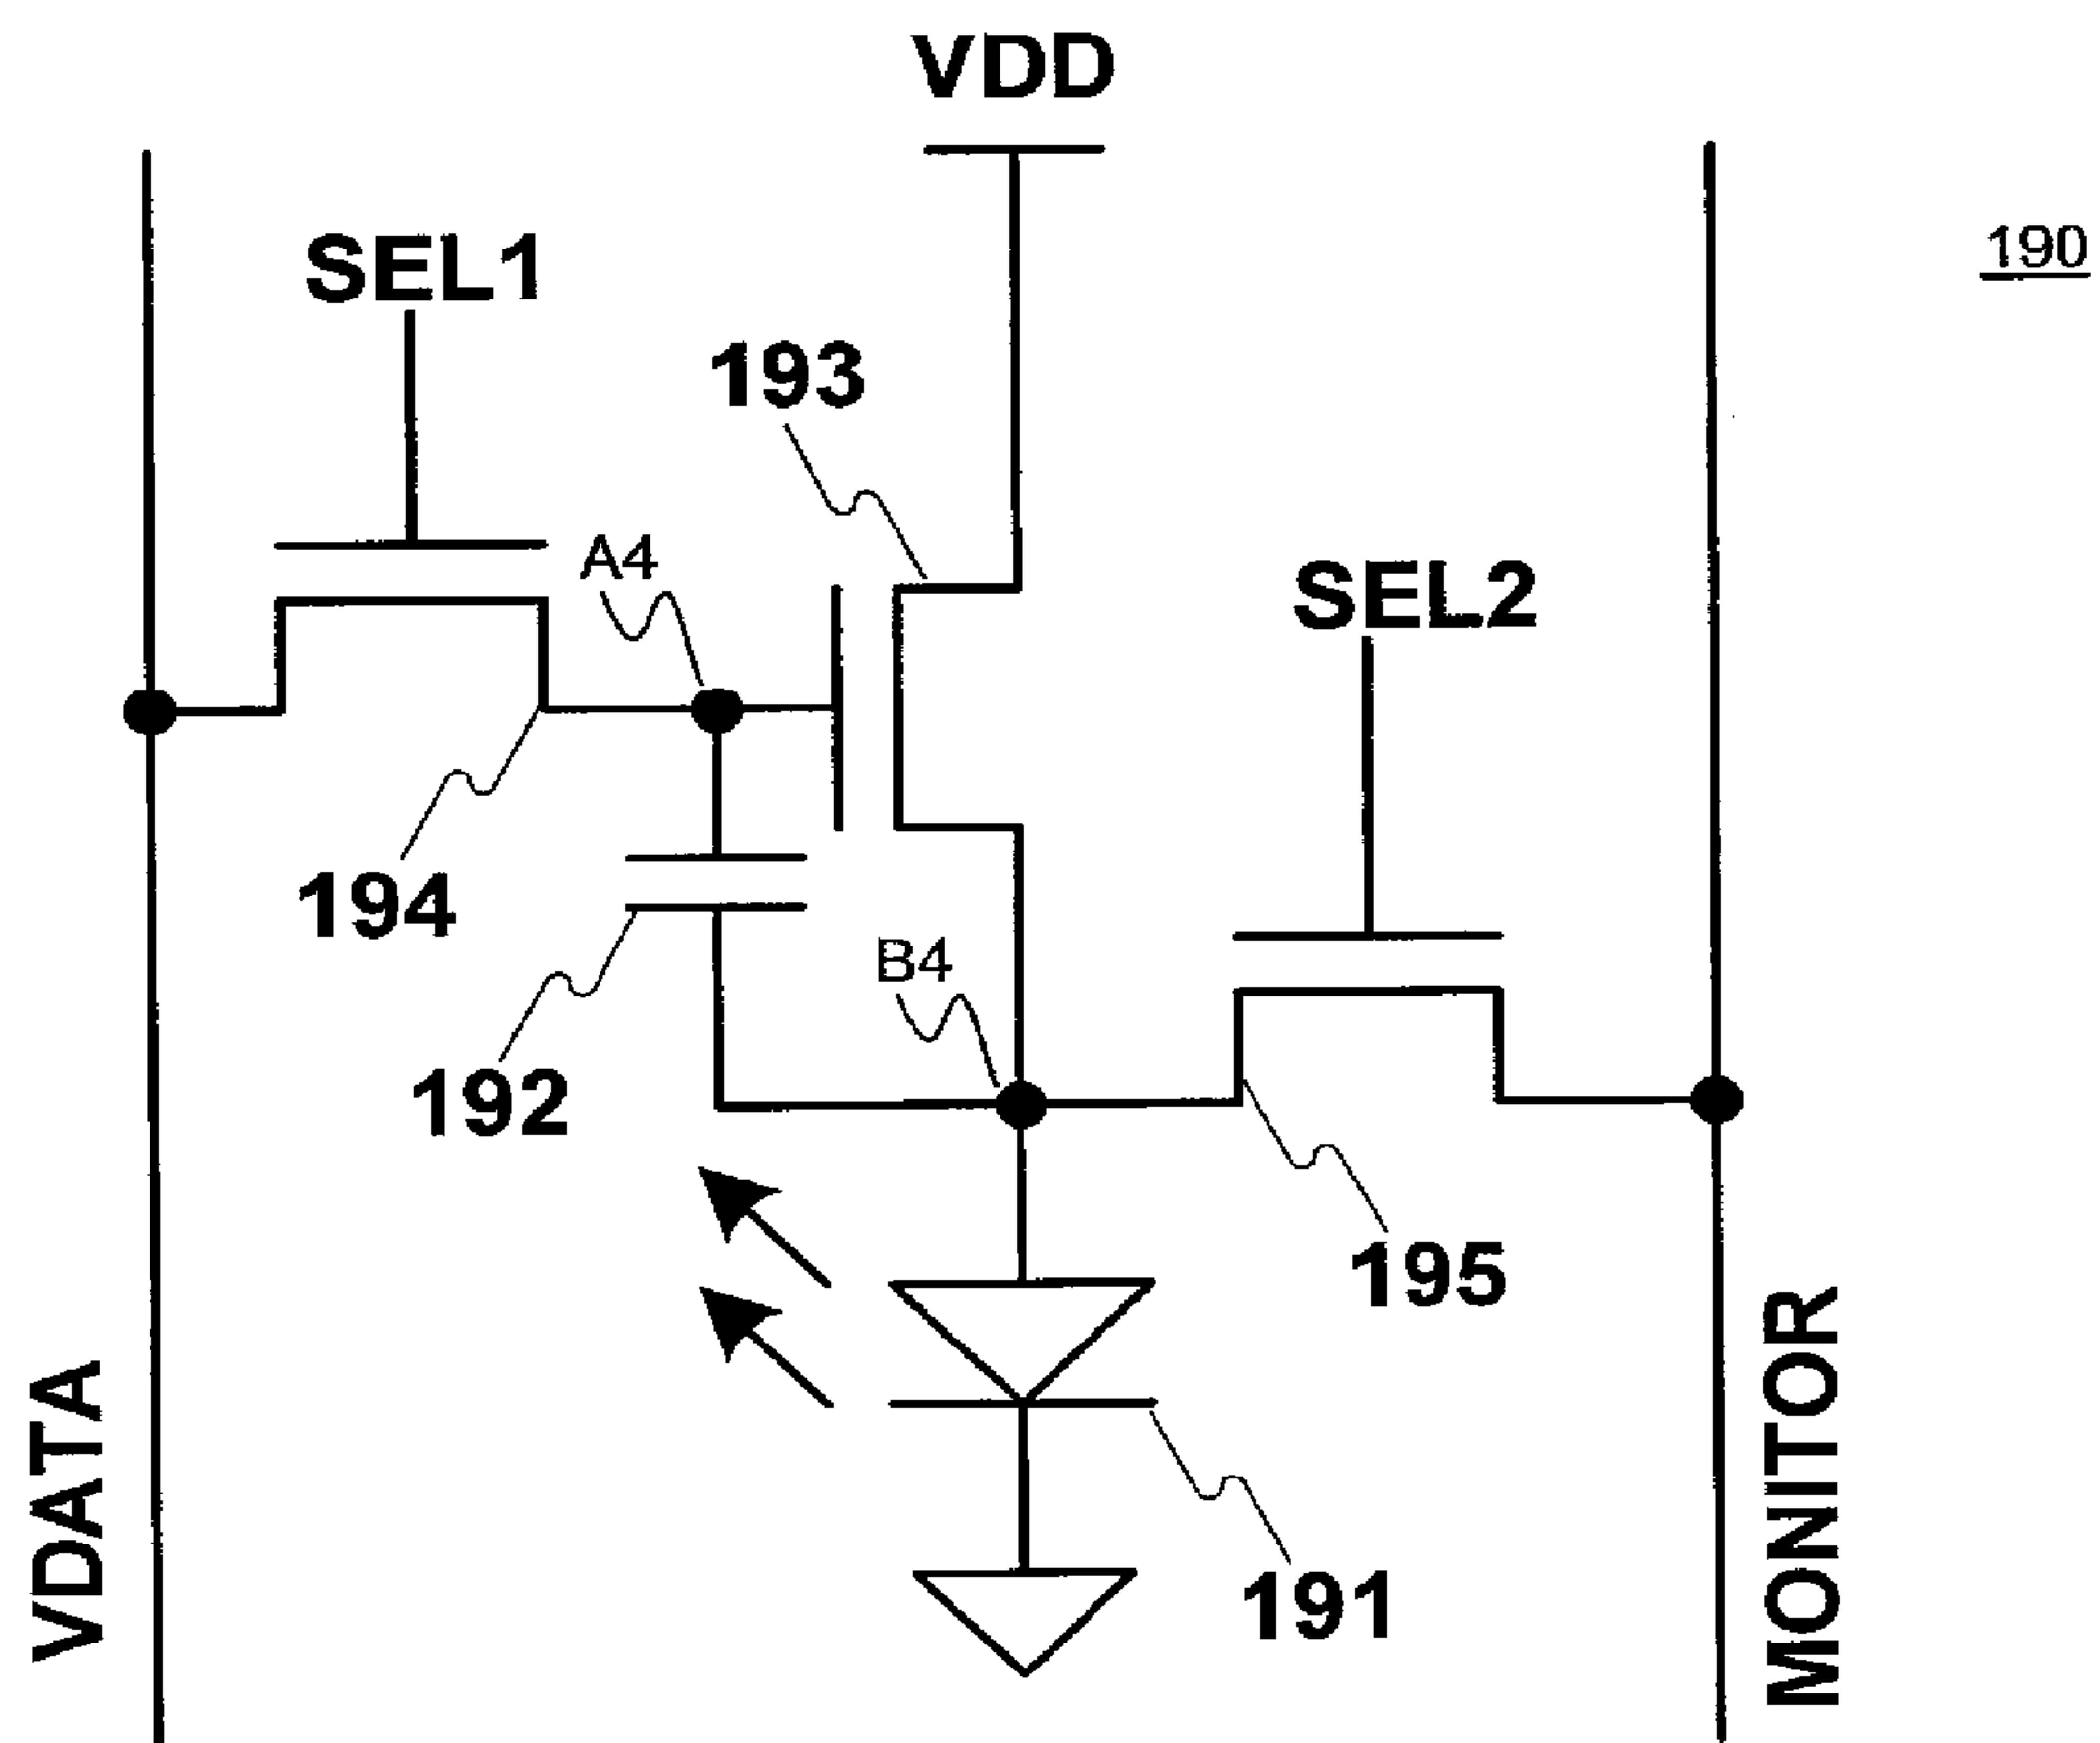 VDD
SEL1
190
193
A4
SEL2
194
B4
192
195
191
VDATA
MONITOR